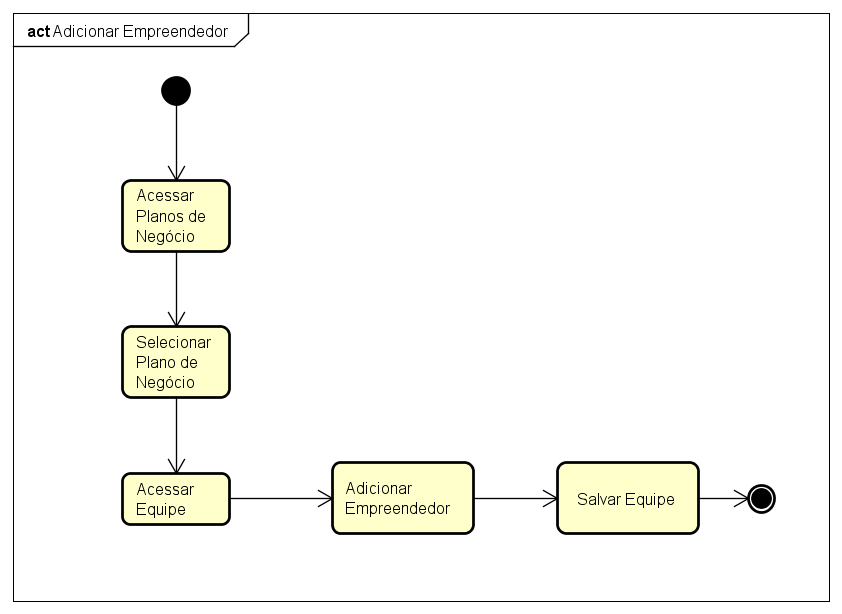 act Adicionar Empreendedor
Acessar
Planos de
Negócio
Selecionar
Plano de
Negócio
Acessar
Equipe
Adicionar
Empreendedor
Salvar Equipe